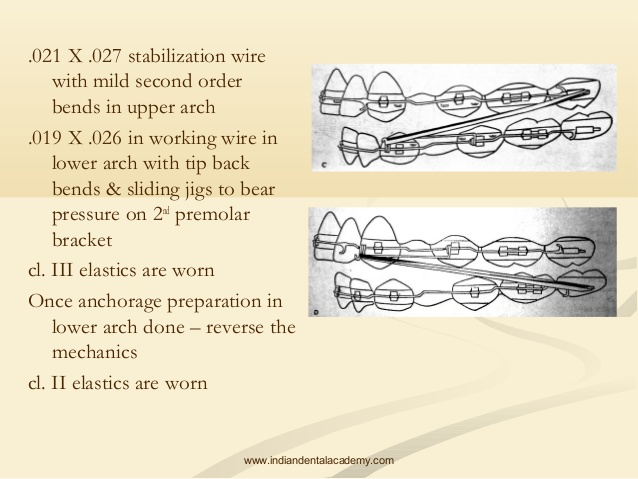 .021 X .027 stabilization wire
with mild second order
bends in upper arch
.019 X .026 in working wire in
lower arch with tip back
bends & sliding jigs to bear
pressure on 2nd premolar
bracket
cl. III elastics are worn
Once anchorage preparation in
lower arch done – reverse the
mechanics
cl. II elastics are worn
C
D
www.indiandentalacademy.com